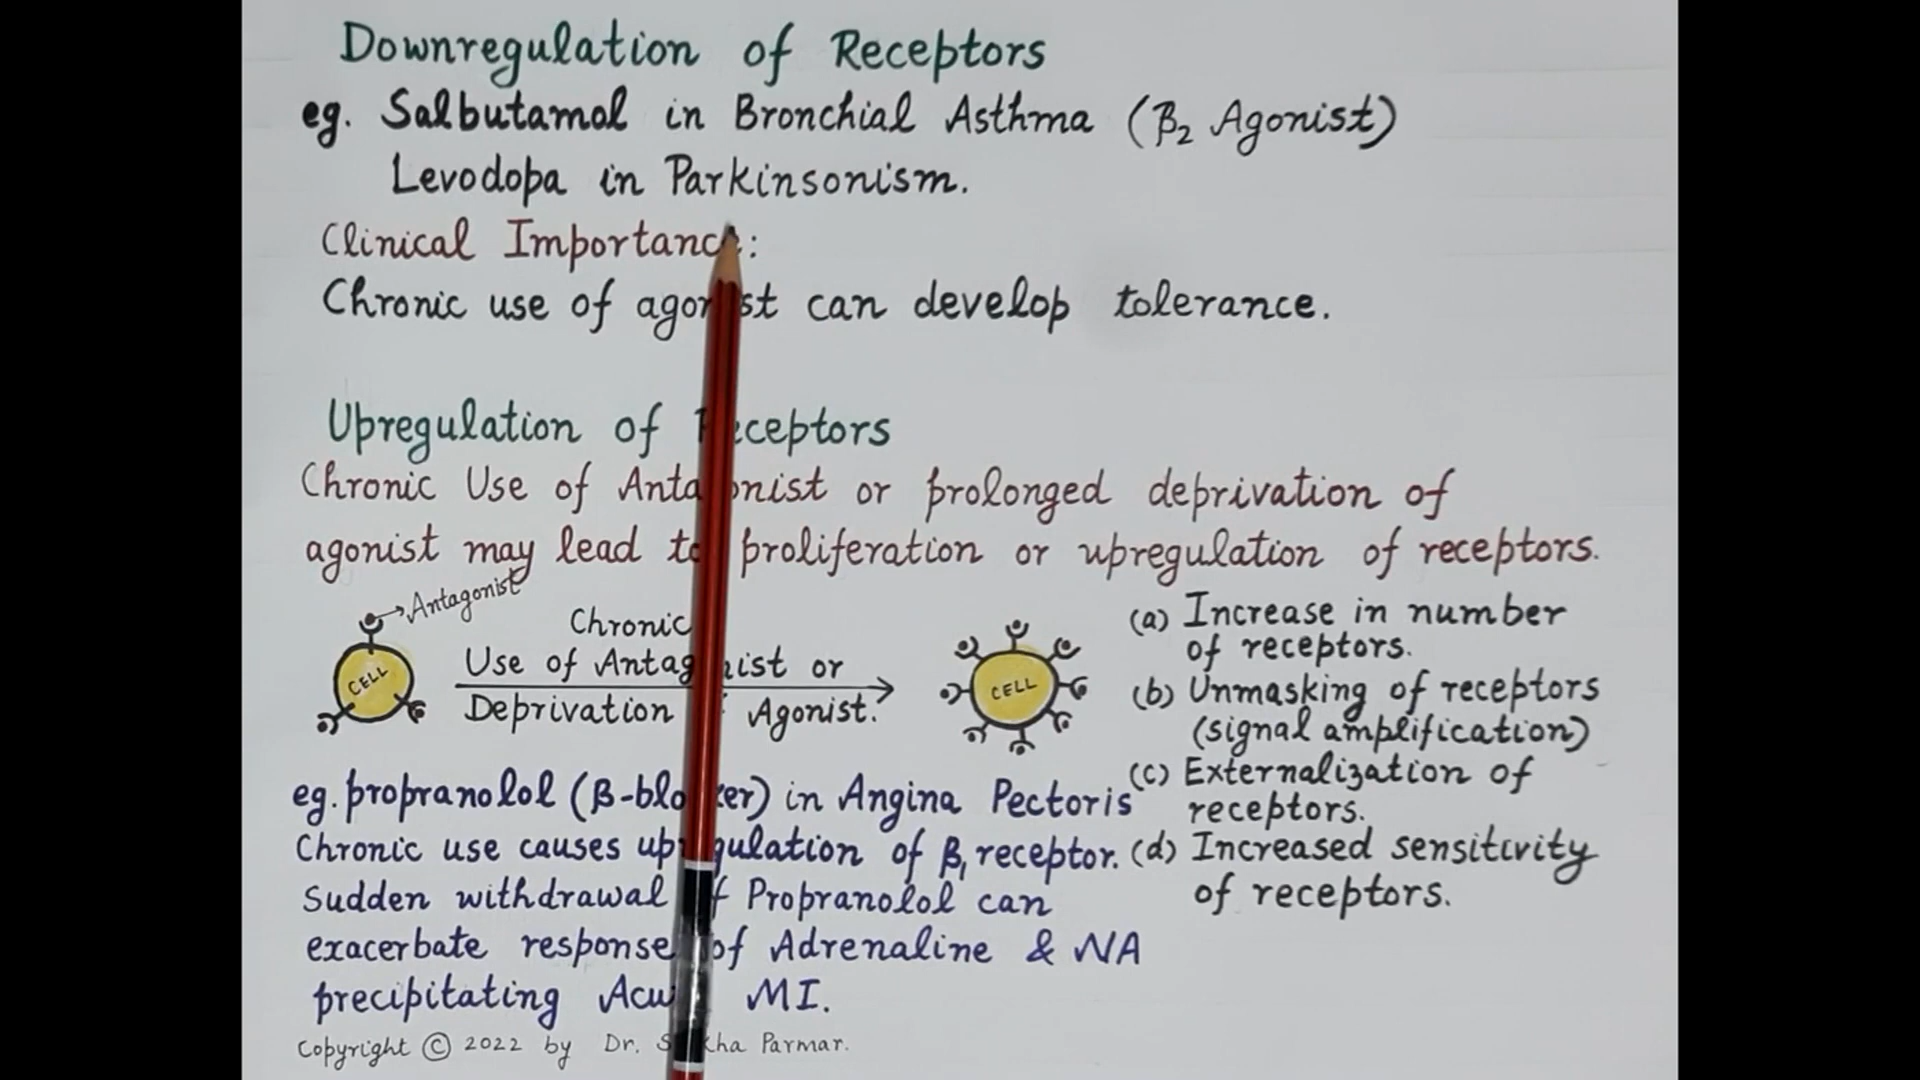 Downregulation of Receptors
eg. Salbutamol in Bronchial Asthma (β₂ Agonist)
Levodopa in Parkinsonism.
Clinical Importance:
Chronic use of agonist can develop tolerance.
Upregulation of Receptors
Chronic Use of Antagonist or prolonged deprivation of
agonist may lead to proliferation or upregulation of receptors.
→Antagonist
CELL
Chronic
Use of Antagonist or
Deprivation Agonist.
CELL
(a) Increase in number
of receptors.
(b) Unmasking of receptors
(signal amplification)
(c) Externalization of
receptors.
(d) Increased sensitivity
of receptors.
eg. propranolol (β-blocker) in Angina Pectoris
Chronic use causes upregulation of β₁ receptor.
Sudden withdrawal of Propranolol can
exacerbate response of Adrenaline & NA
precipitating MI.
Copyright © 2022 by Dr. Parmar.